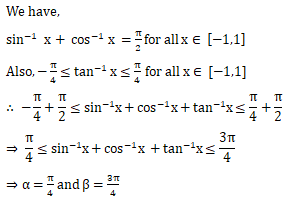 We have,
sin⁻¹ x + cos⁻¹ x = π/2 for all x ∈ [-1,1]
Also, -π/4 ≤ tan⁻¹ x ≤ π/4 for all x ∈ [-1,1]
∴ -π/4 + π/2 ≤ sin⁻¹x + cos⁻¹x + tan⁻¹x ≤ π/4 + π/2
⇒ π/4 ≤ sin⁻¹x + cos⁻¹x + tan⁻¹x ≤ 3π/4
⇒ α = π/4 and β = 3π/4